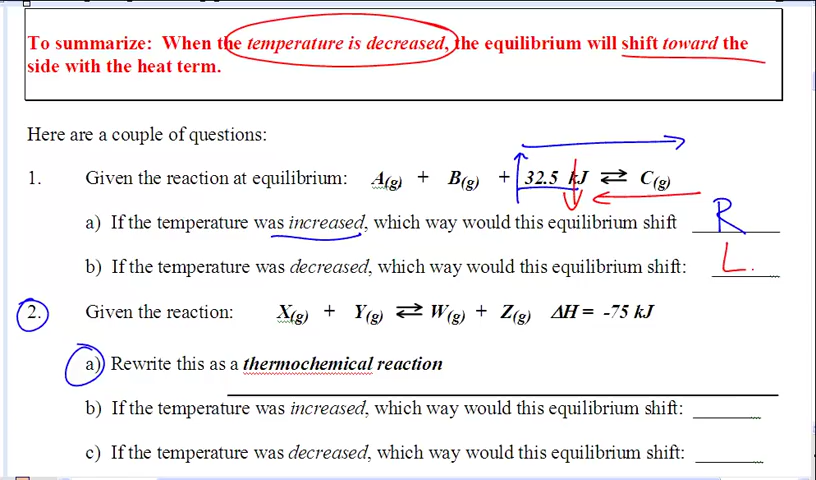 To summarize: When the temperature is decreased, the equilibrium will shift toward the
side with the heat term.
Here are a couple of questions:
1. Given the reaction at equilibrium: A(g) + B(g) + 32.5 kJ ⇄ C(g)
a) If the temperature was increased, which way would this equilibrium shift R
b) If the temperature was decreased, which way would this equilibrium shift: L.
2. Given the reaction: X(g) + Y(g) ⇄ W(g) + Z(g) ΔH = -75 kJ
a) Rewrite this as a thermochemical reaction
b) If the temperature was increased, which way would this equilibrium shift:
c) If the temperature was decreased, which way would this equilibrium shift: